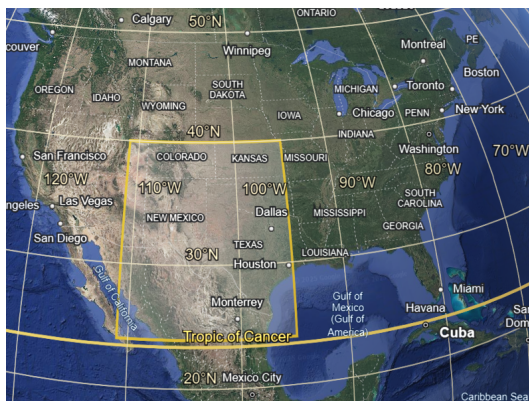 ONTARIO
Calgary
50°N
couver
Winnipeg
Montreal
PE
MONTANA
OREGON
IDAHO
SOUTH
DAKOTA
MICHIGAN
Toronto
Boston
WYOMING
IOWA
Chicago
PENN
New York
40°N
INDIANA
San Francisco
COLORADO
KANSAS
MISSOURI
Washington
70°W
120°W
110°W
100°W
90°W
80°W
ngeles
Las Vegas
NEW MEXICO
Dallas
MISSISSIPPI
SOUTH
CAROLINA
GEORGIA
San Diego
TEXAS
30°N
LOUISIANA
Houston
Gulf of California
Monterrey
Gulf of
Mexico
(Gulf of
America)
Miami
Havana
Tropic of Cancer
Cuba
Sa
Dom
20°N
Mexico City
Caribbean Sea